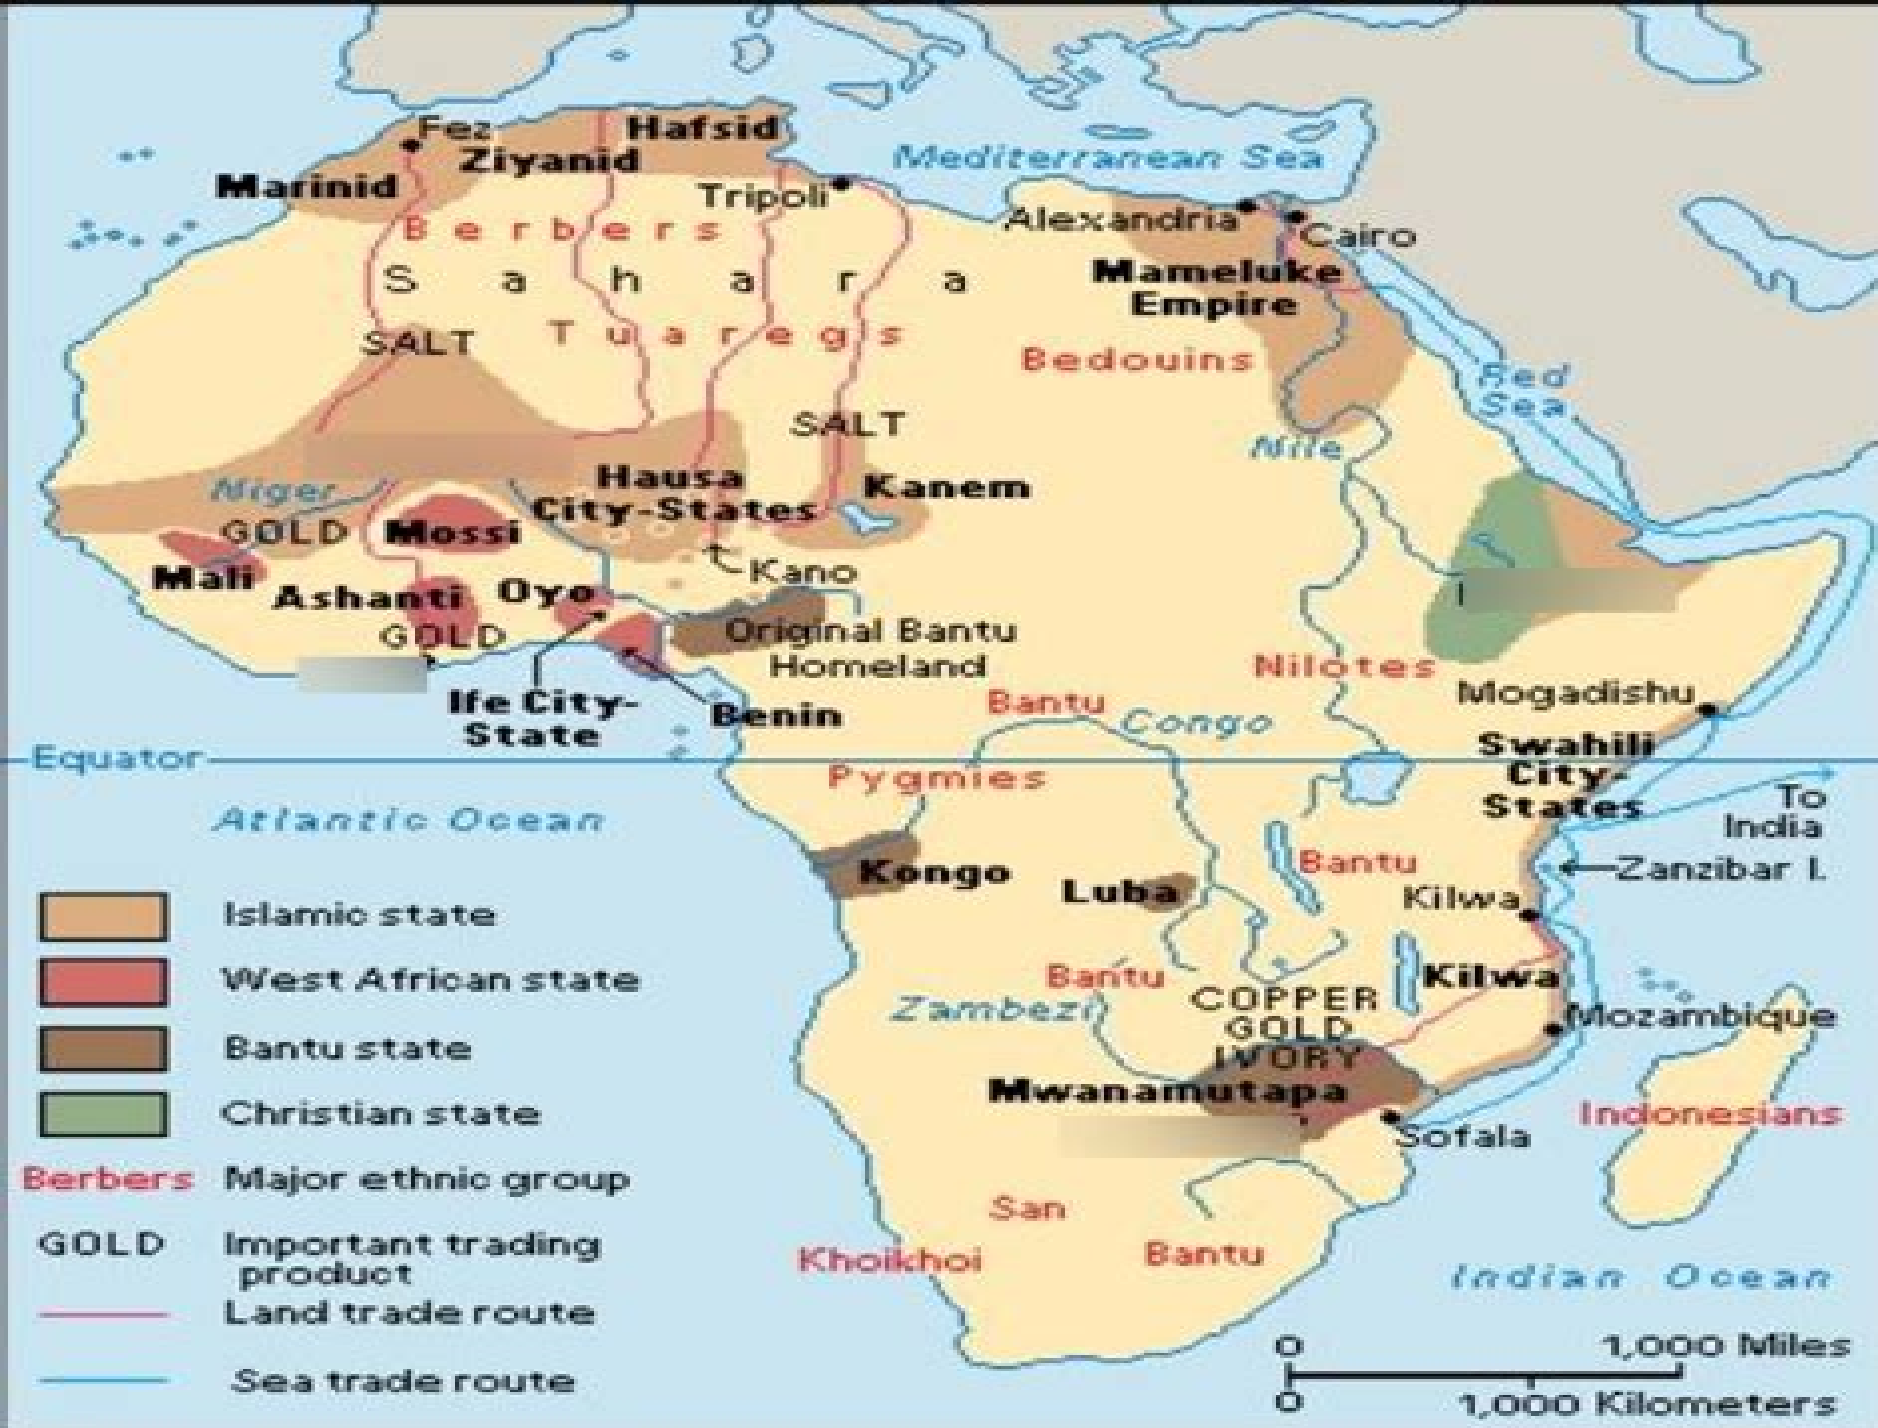 Fez
Hafsid
Ziyanid
Marinid
Mediterranean Sea
Tripoli
Berbers
Alexandria
Cairo
Sahara
Mameluke
Empire
SALT
Tuaregs
Bedouins
Red
Sea
SALT
Nile
Hausa
City-States
Kanem
Niger
GOLD
Mossi
Mali
Kano
Ashanti
Oyo
GOLD
Original Bantu
Homeland
Nilotes
Ife City-
State
Benin
Bantu
Congo
Mogadishu
Equator
Swahili
City-
States
Pygmies
To
India
Atlantic Ocean
Kongo
Luba
Bantu
Zanzibar I.
Kilwa
Islamic state
West African state
Bantu
Kilwa
Zambezi
COPPER
GOLD
IVORY
Mozambique
Bantu state
Mwanamutapa
Christian state
Sofala
Indonesians
Berbers Major ethnic group
San
GOLD Important trading
product
Khoikhoi
Bantu
Indian Ocean
Land trade route
0 1,000 Miles
Sea trade route
0 1,000 Kilometers